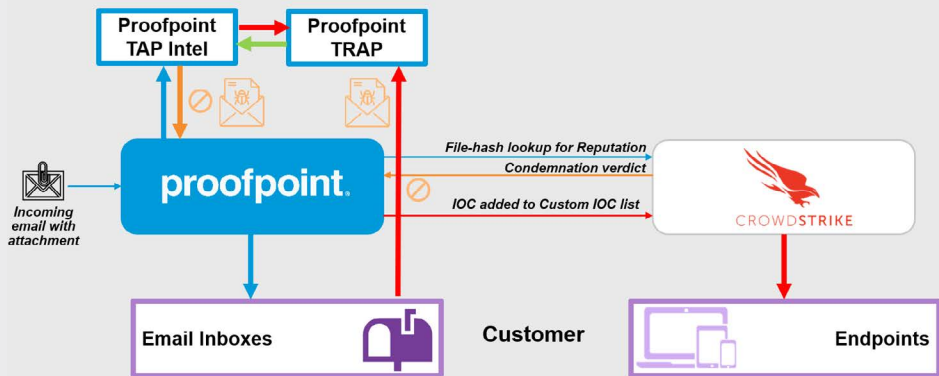 Proofpoint
TAP Intel
Proofpoint
TRAP
File-hash lookup for Reputation
Condemnation verdict
proofpoint.
IOC added to Custom IOC list
CROWDSTRIKE
Incoming
email with
attachment
Email Inboxes
Customer
Endpoints